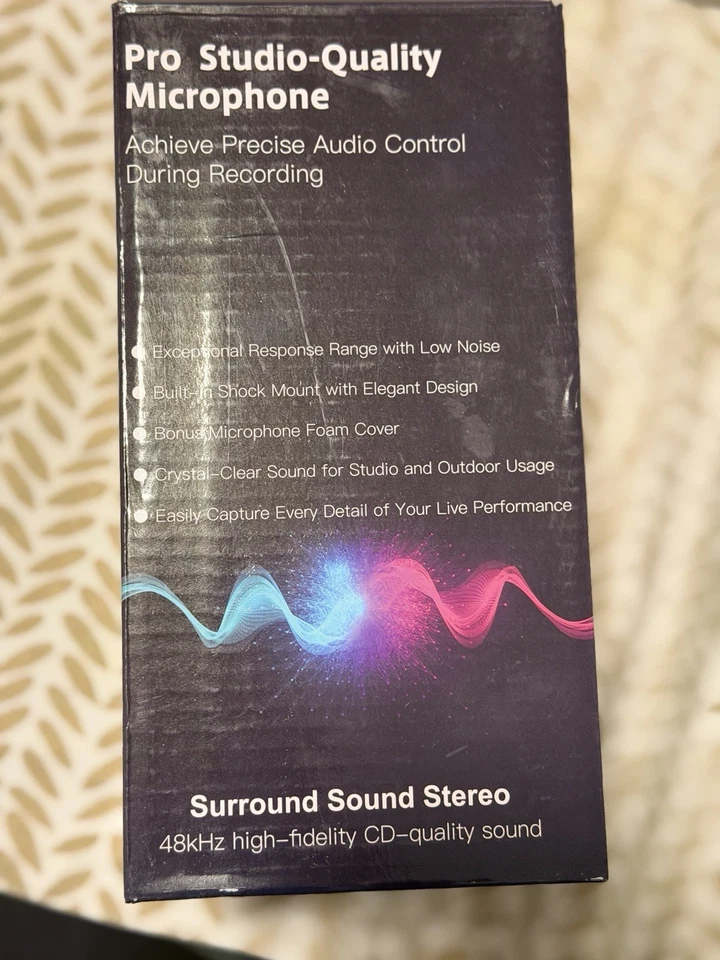 Pro Studio-Quality
Microphone
Achieve Precise Audio Control
During Recording
Exceptional Response Range with Low Noise
Built-in Shock Mount with Elegant Design
Bonus Microphone Foam Cover
Crystal-Clear Sound for Studio and Outdoor Usage
Easily Capture Every Detail of Your Live Performance
Surround Sound Stereo
48kHz high-fidelity CD-quality sound